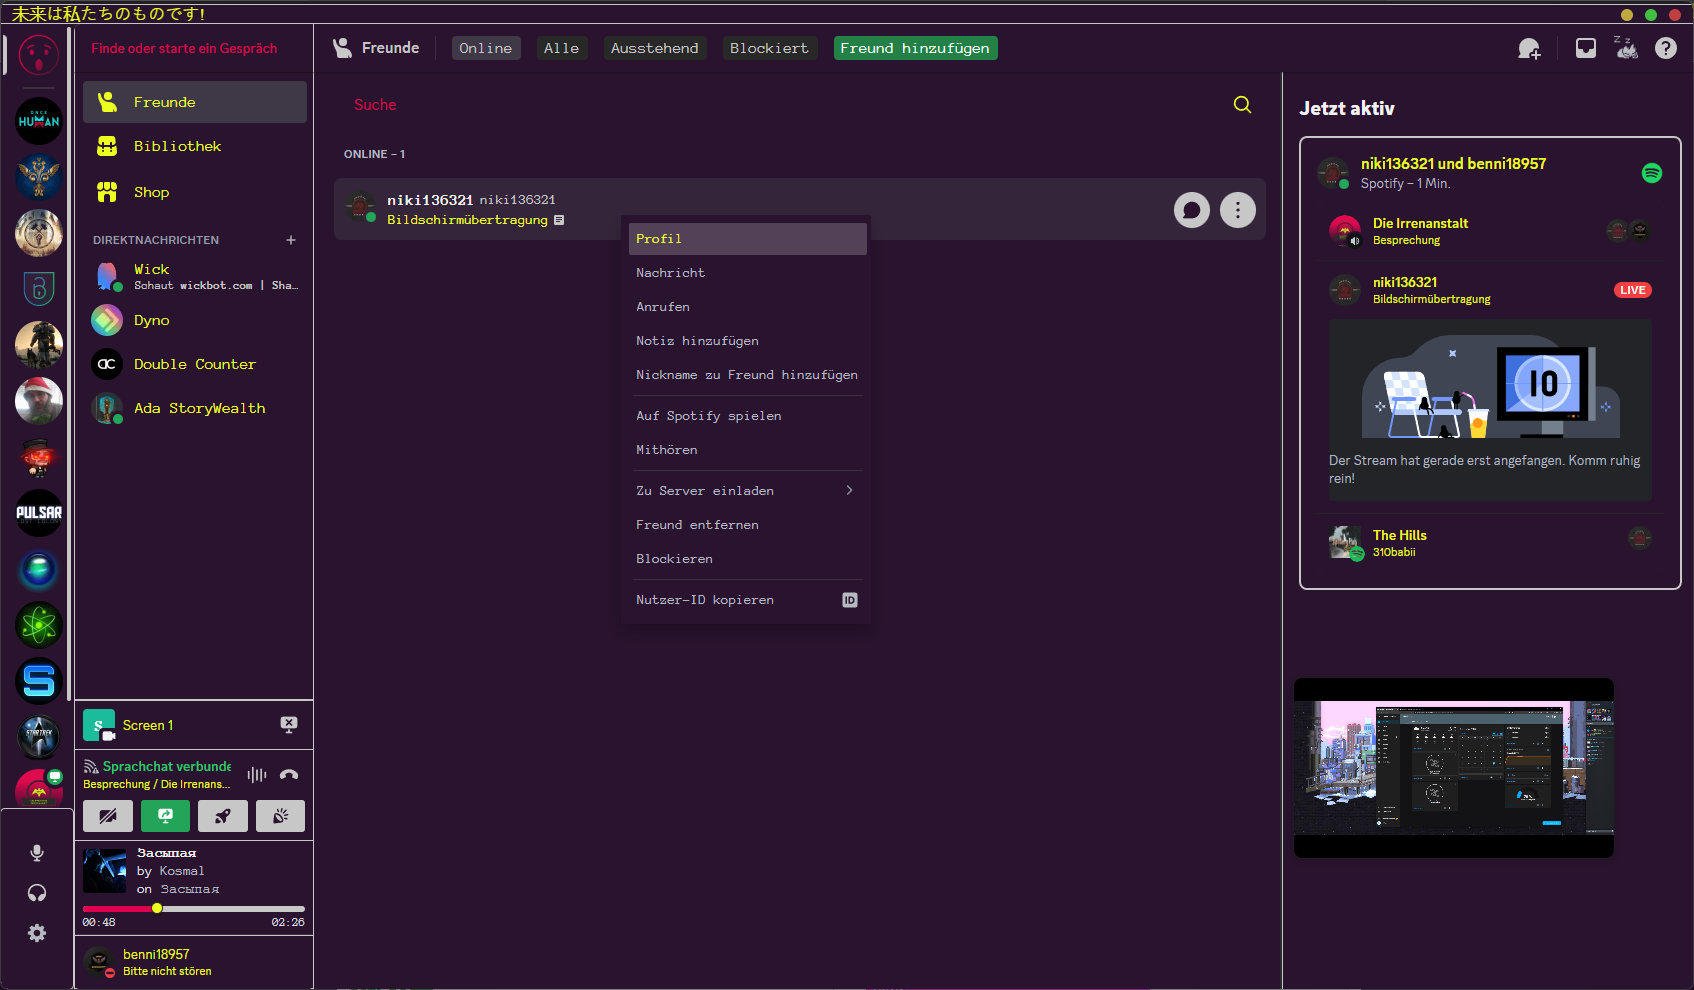 未来は私たちのものです!
Finde oder starte ein Gespräch
Freunde
Online
Alle
Ausstehend
Blockiert
Freund hinzufügen
ONCE
HUMAN
PULSAR
LOST COLONY
STAR TREK
Freunde
Bibliothek
Shop
DIREKTNACHRICHTEN
Wick
Schaut wickbot.com | Sha…
Dyno
Double Counter
Ada StoryWealth
Suche
ONLINE – 1
niki136321 niki136321
Bildschirmübertragung
Profil
Nachricht
Anrufen
Notiz hinzufügen
Nickname zu Freund hinzufügen
Auf Spotify spielen
Mithören
Zu Server einladen
Freund entfernen
Blockieren
Nutzer-ID kopieren
ID
Jetzt aktiv
niki136321 und benni18957
Spotify – 1 Min.
Die Irrenanstalt
Besprechung
niki136321
Bildschirmübertragung
LIVE
10
Der Stream hat gerade erst angefangen. Komm ruhig
rein!
The Hills
310babii
S
Screen 1
Sprachchat verbunde
Besprechung / Die Irrenans...
Засыпая
by Kosmal
on Засыпая
00:48
02:26
benni18957
Bitte nicht stören